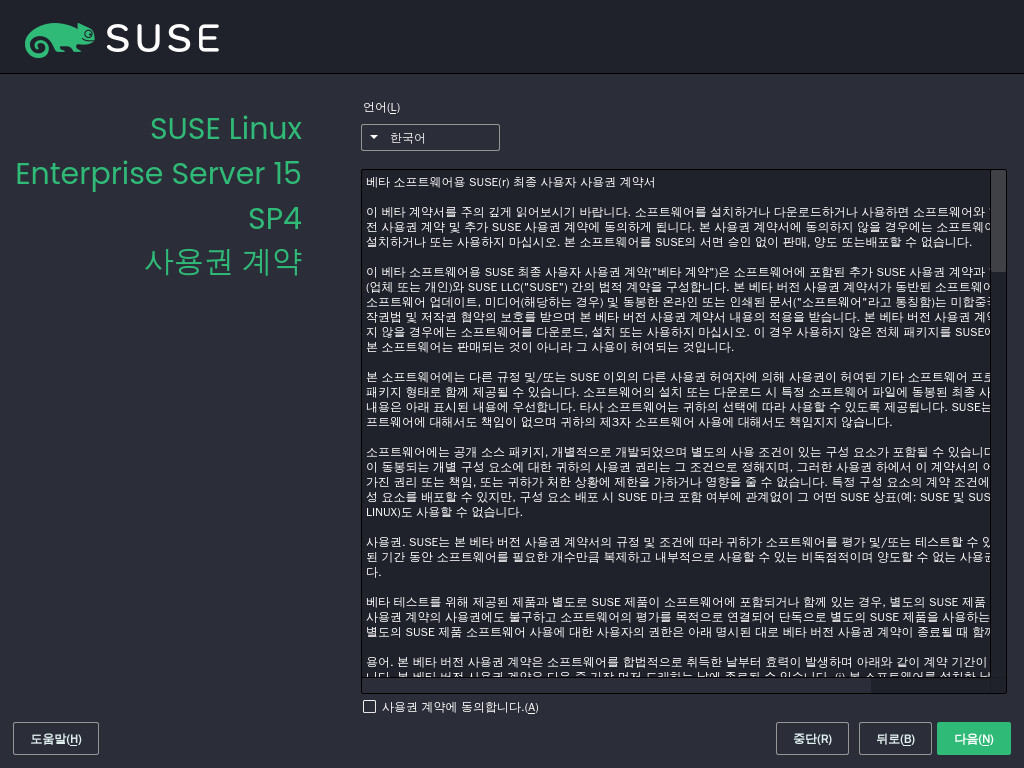 SUSE
언어(L)
한국어
SUSE Linux
Enterprise Server 15
SP4
사용권 계약
베타 소프트웨어용 SUSE(r) 최종 사용자 사용권 계약서
이 베타 계약서를 주의 깊게 읽어보시기 바랍니다. 소프트웨어를 설치하거나 다운로드하거나 사용하면 소프트웨어와
전 사용권 계약 및 추가 SUSE 사용권 계약에 동의하게 됩니다. 본 사용권 계약서에 동의하지 않을 경우에는 소프트웨어
설치하거나 또는 사용하지 마십시오. 본 소프트웨어를 SUSE의 서면 승인 없이 판매, 양도 또는배포할 수 없습니다.
이 베타 소프트웨어용 SUSE 최종 사용자 사용권 계약("베타 계약")은 소프트웨어에 포함된 추가 SUSE 사용권 계약과
(업체 또는 개인)와 SUSE LLC("SUSE") 간의 법적 계약을 구성합니다. 본 베타 버전 사용권 계약서가 동반된 소프트웨어
소프트웨어 업데이트, 미디어(해당하는 경우) 및 동봉한 온라인 또는 인쇄된 문서("소프트웨어"라고 통칭함)는 미합중국
작권법 및 저작권 협약의 보호를 받으며 본 베타 버전 사용권 계약서 내용의 적용을 받습니다. 본 베타 버전 사용권 계약
지 않을 경우에는 소프트웨어를 다운로드, 설치 또는 사용하지 마십시오. 이 경우 사용하지 않은 전체 패키지를 SUSE에
본 소프트웨어는 판매되는 것이 아니라 그 사용이 허여되는 것입니다.
본 소프트웨어에는 다른 규정 및/또는 SUSE 이외의 다른 사용권 허여자에 의해 사용권이 허여된 기타 소프트웨어 프로
패키지 형태로 함께 제공될 수 있습니다. 소프트웨어의 설치 또는 다운로드 시 특정 소프트웨어 파일에 동봉된 최종 사
내용은 아래 표시된 내용에 우선합니다. 타사 소프트웨어는 귀하의 선택에 따라 사용할 수 있도록 제공됩니다. SUSE는
프트웨어에 대해서도 책임이 없으며 귀하의 제3자 소프트웨어 사용에 대해서도 책임지지 않습니다.
소프트웨어에는 공개 소스 패키지, 개별적으로 개발되었으며 별도의 사용 조건이 있는 구성 요소가 포함될 수 있습니다
이 동봉되는 개별 구성 요소에 대한 귀하의 사용권 권리는 그 조건으로 정해지며, 그러한 사용권 하에서 이 계약서의 어
가진 권리 또는 책임, 또는 귀하가 처한 상황에 제한을 가하거나 영향을 줄 수 없습니다. 특정 구성 요소의 계약 조건에
성 요소를 배포할 수 있지만, 구성 요소 배포 시 SUSE 마크 포함 여부에 관계없이 그 어떤 SUSE 상표(예: SUSE 및 SUS
LINUX)도 사용할 수 없습니다.
사용권. SUSE는 본 베타 버전 사용권 계약서의 규정 및 조건에 따라 귀하가 소프트웨어를 평가 및/또는 테스트할 수 있
된 기간 동안 소프트웨어를 필요한 개수만큼 복제하고 내부적으로 사용할 수 있는 비독점적이며 양도할 수 없는 사용권
다.
베타 테스트를 위해 제공된 제품과 별도로 SUSE 제품이 소프트웨어에 포함되거나 함께 있는 경우, 별도의 SUSE 제품
사용권 계약의 사용권에도 불구하고 소프트웨어의 평가를 목적으로 연결되어 단독으로 별도의 SUSE 제품을 사용하는
별도의 SUSE 제품 소프트웨어 사용에 대한 사용자의 권한은 아래 명시된 대로 베타 버전 사용권 계약이 종료될 때 함께
용어. 본 베타 버전 사용권 계약은 소프트웨어를 합법적으로 취득한 날부터 효력이 발생하며 아래와 같이 계약 기간이
사용권 계약에 동의합니다.(A)
도움말(H)
중단(R)
뒤로(B)
다음(N)